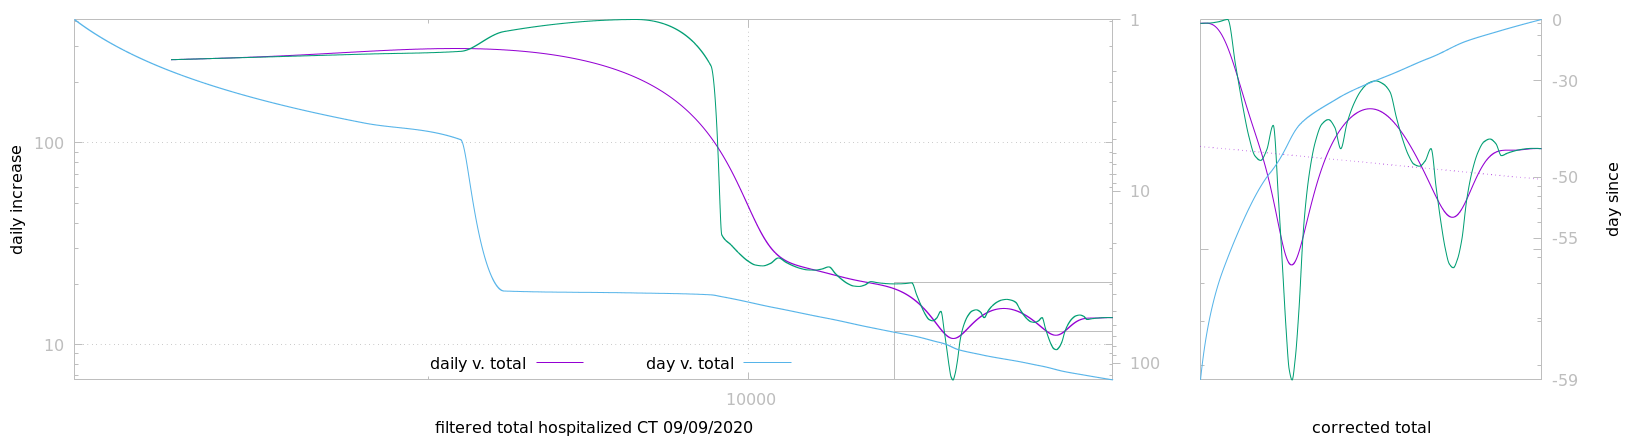 daily increase
100
10
daily v. total
day v. total
10000
filtered total hospitalized CT 09/09/2020
1
10
100
0
-30
-50
-55
-59
day since
corrected total